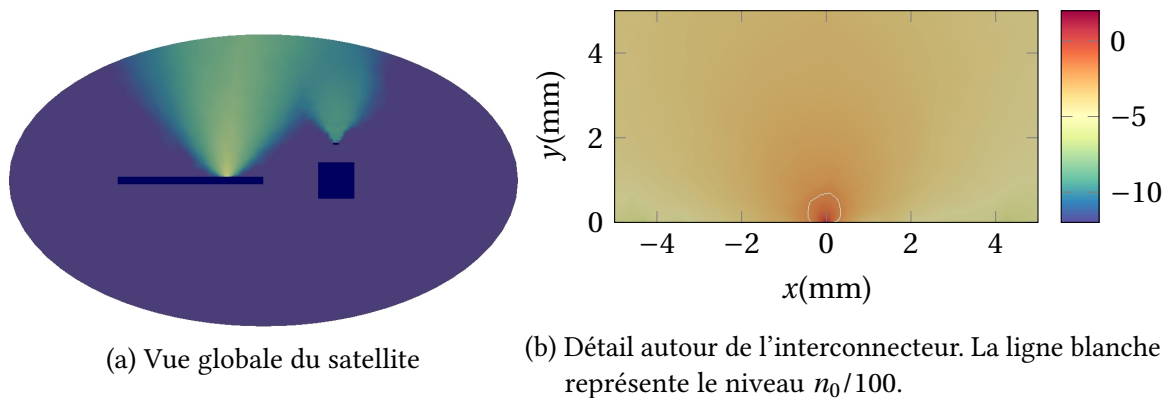 4
2
0
y(mm)
−4 −2 0 2 4
x(mm)
0
−5
−10
(a) Vue globale du satellite
(b) Détail autour de l'interconnecteur. La ligne blanche
représente le niveau n₀/100.